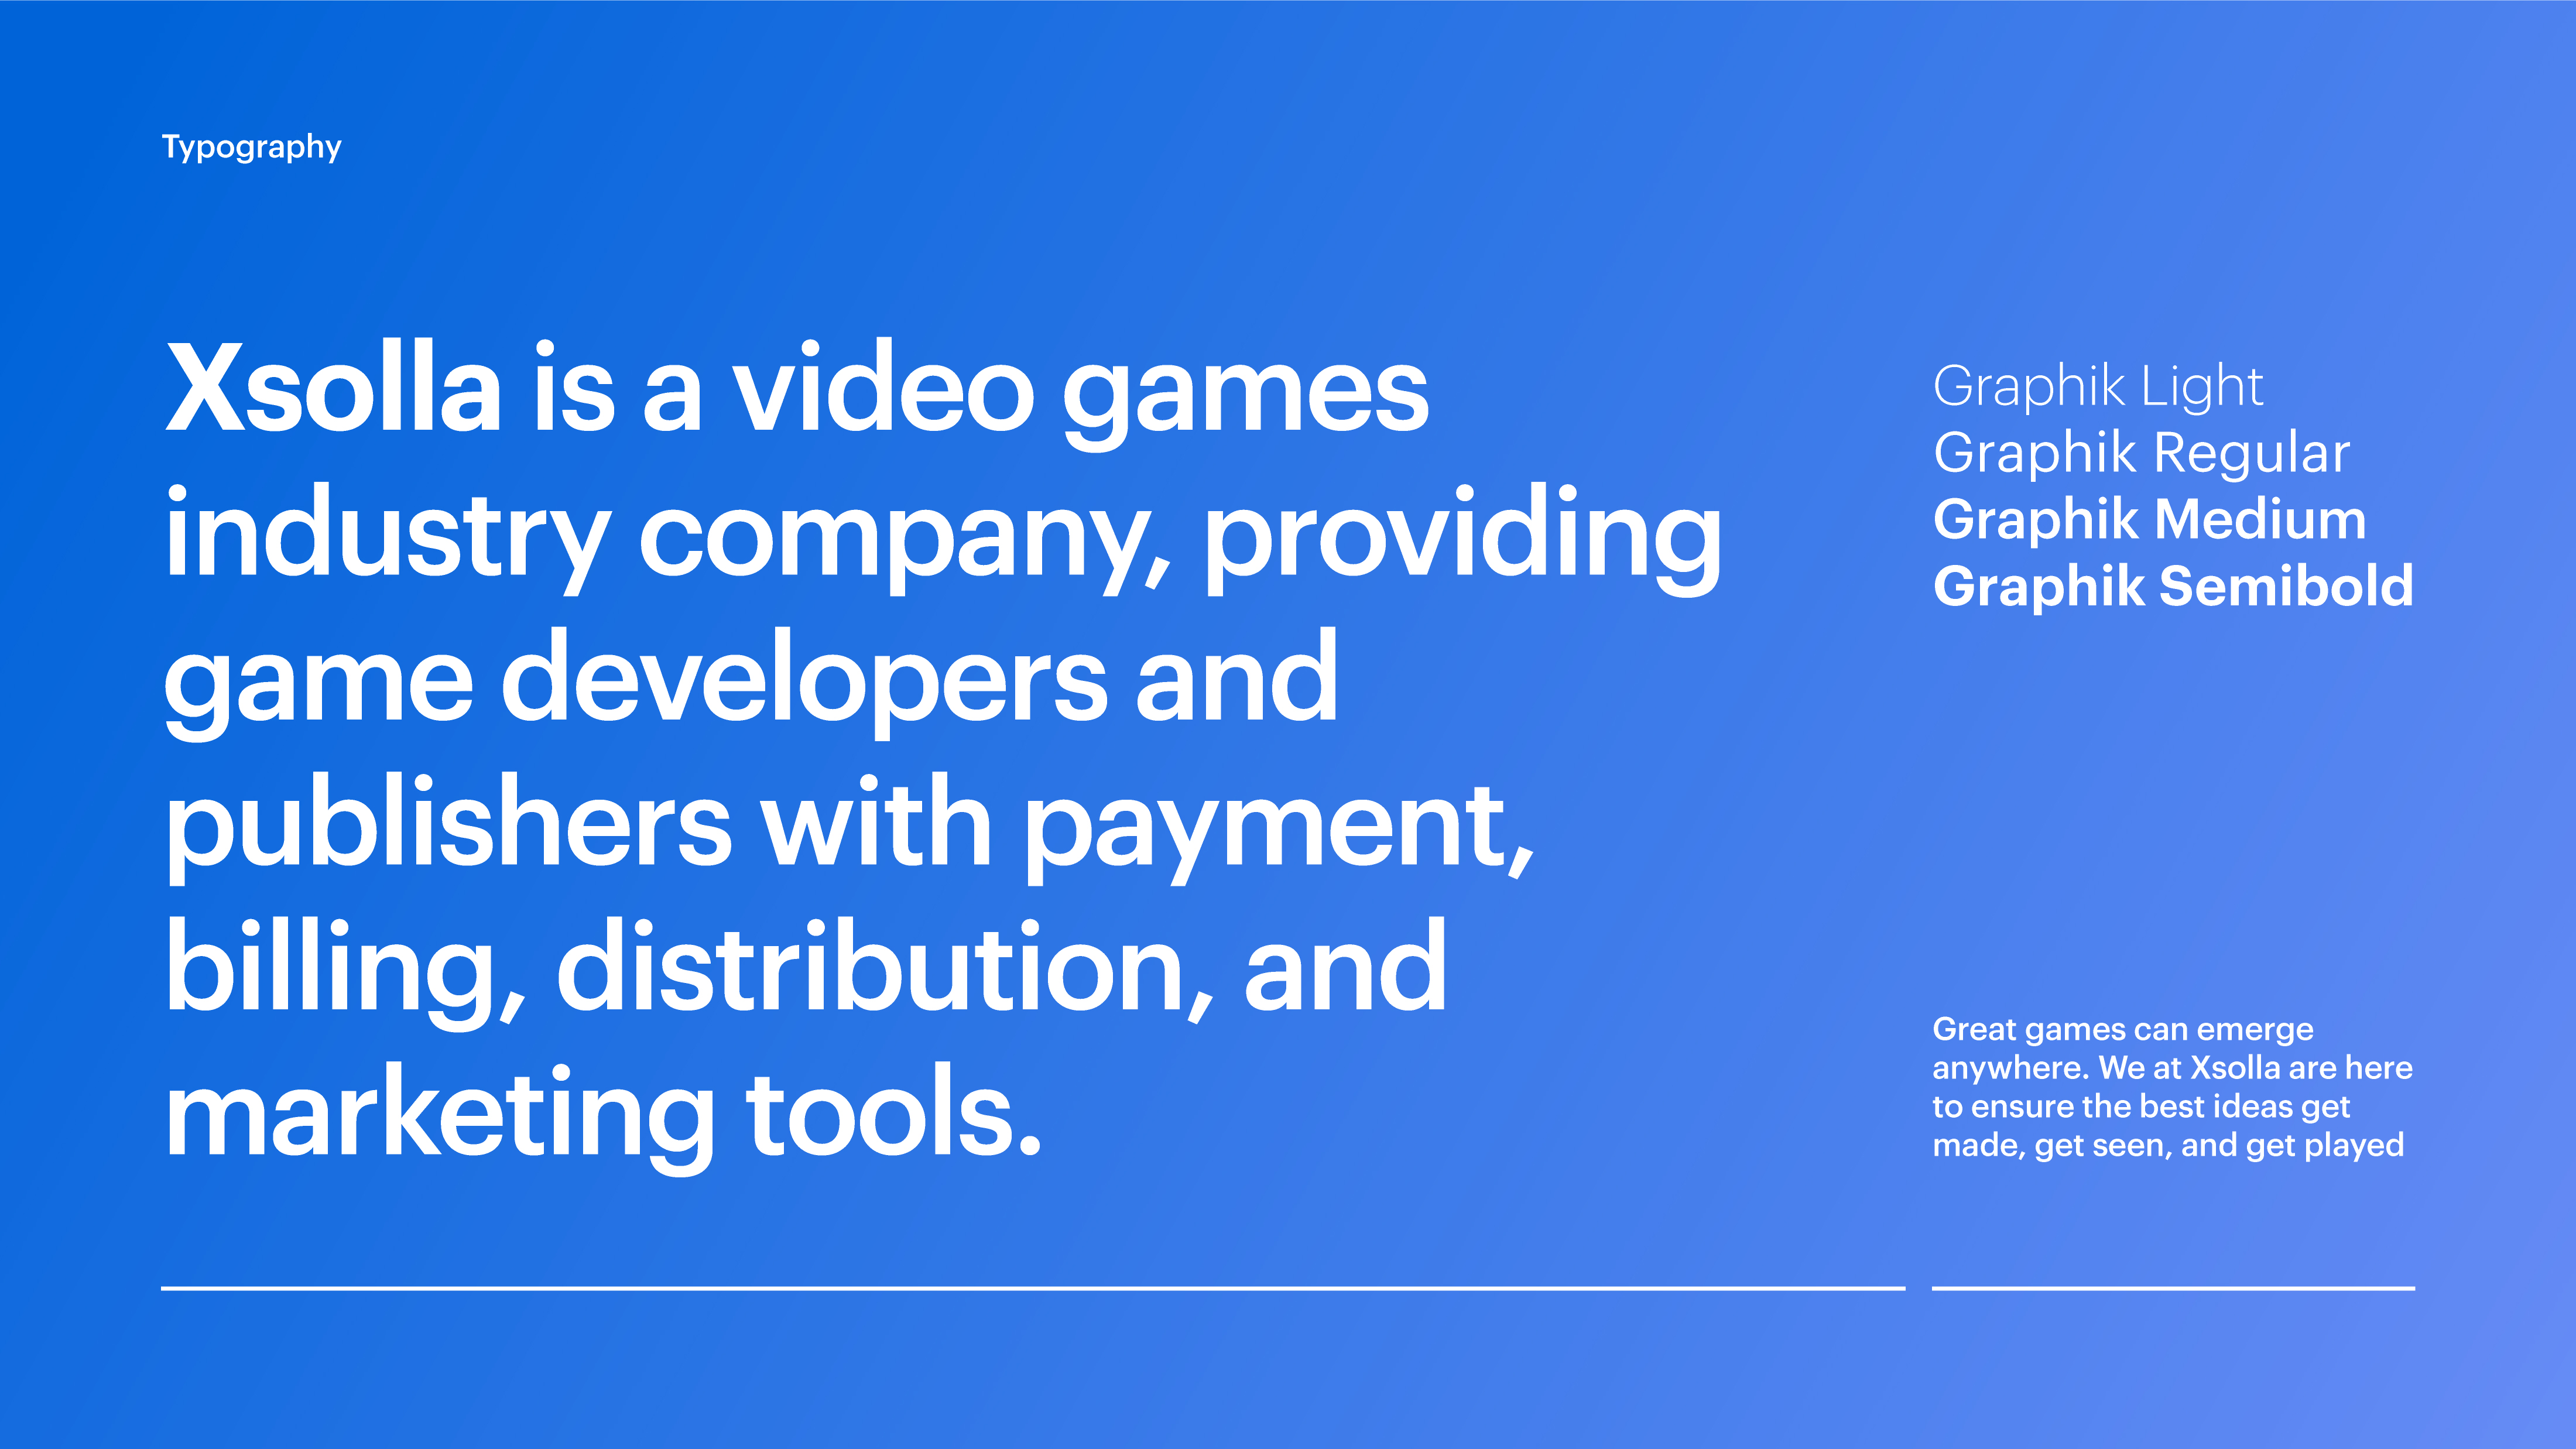 Typography
Xsolla is a video games
industry company, providing
game developers and
publishers with payment,
billing, distribution, and
marketing tools.
Graphik Light
Graphik Regular
Graphik Medium
Graphik Semibold
Great games can emerge
anywhere. We at Xsolla are here
to ensure the best ideas get
made, get seen, and get played